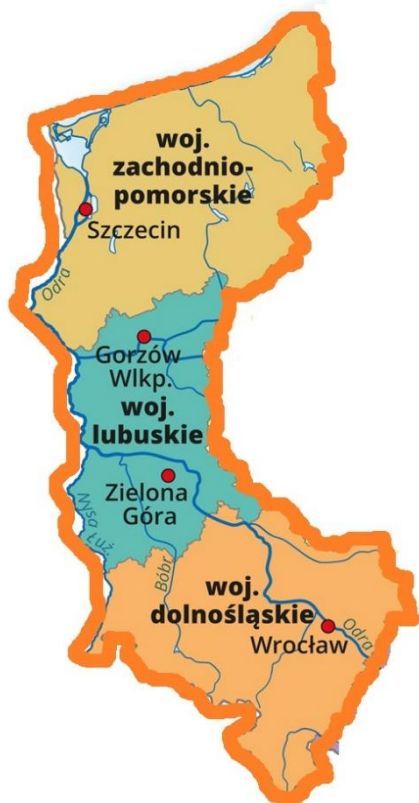 woj.
zachodnio-
pomorskie
Szczecin
Odra
Gorzów
Wlkp.
woj.
lubuskie
Zielona
Góra
Nysa Łuż.
Bóbr
woj.
dolnośląskie
Odra
Wrocław